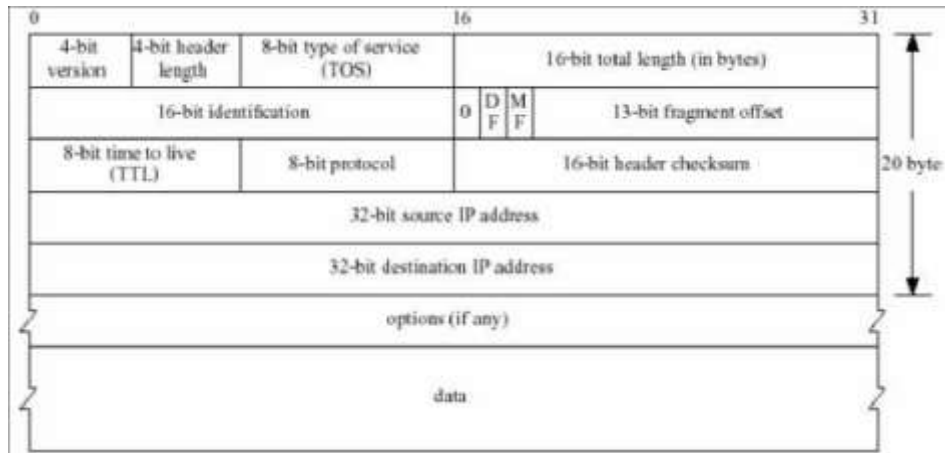 0 16 31
4-bit version 4-bit header length 8-bit type of service (TOS) 16-bit total length (in bytes)
16-bit identification 0 D F M F 13-bit fragment offset
8-bit time to live (TTL) 8-bit protocol 16-bit header checksum 20 byte
32-bit source IP address
32-bit destination IP address
options (if any)
data